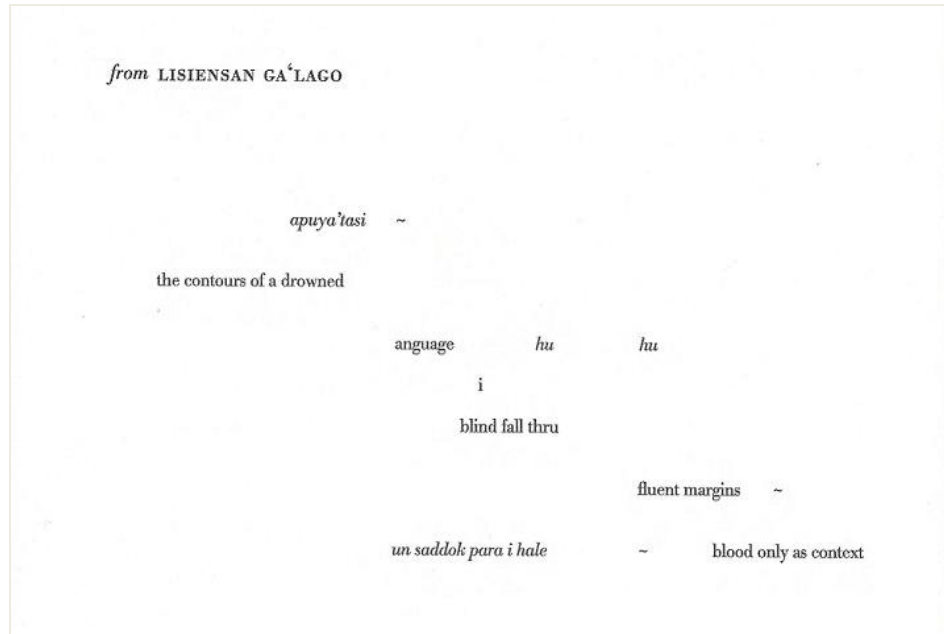 from LISIENSAN GA‘LAGO
apuya’tasi ~
the contours of a drowned
anguage hu hu
i
blind fall thru
fluent margins ~
un saddok para i hale ~ blood only as context